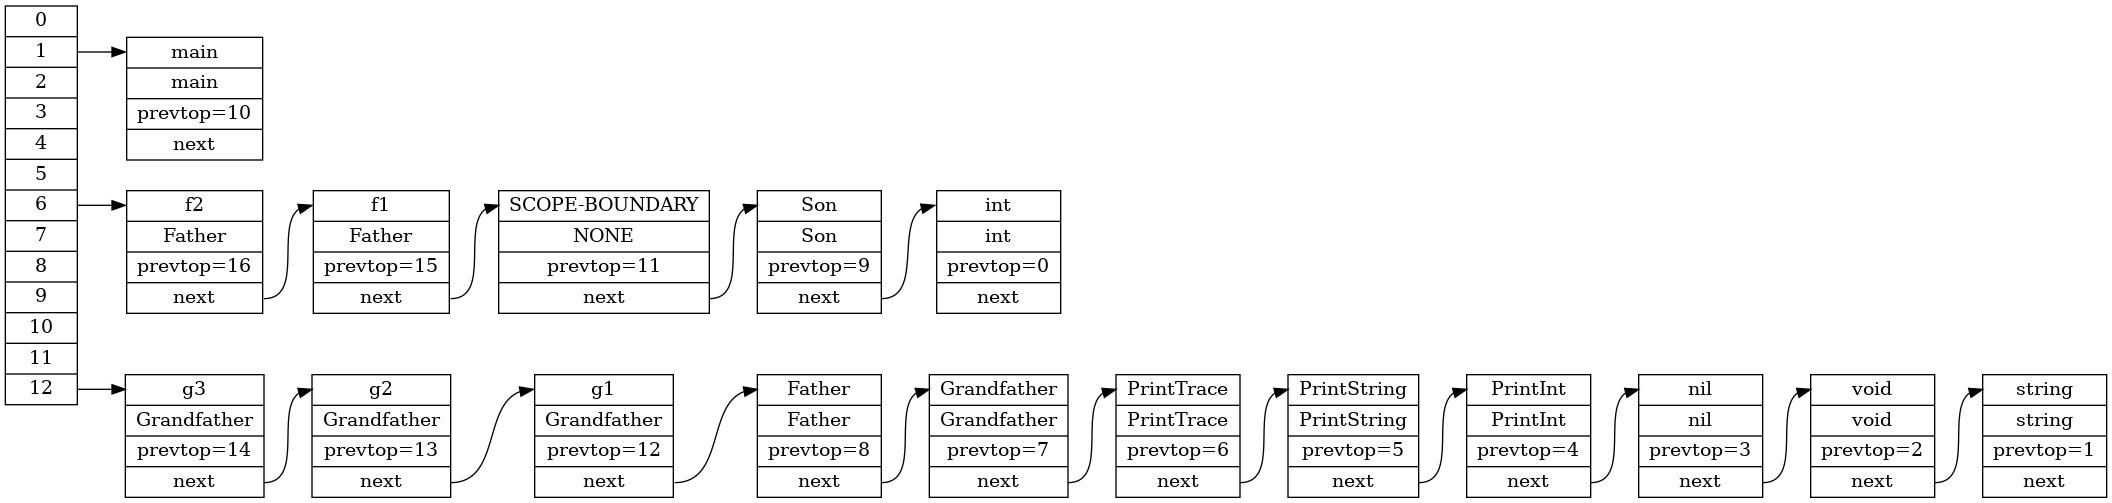 0
1
2
3
4
5
6
7
8
9
10
11
12
main
main
prevtop=10
next
f2
Father
prevtop=16
next
f1
Father
prevtop=15
next
SCOPE-BOUNDARY
NONE
prevtop=11
next
Son
Son
prevtop=9
next
int
int
prevtop=0
next
g3
Grandfather
prevtop=14
next
g2
Grandfather
prevtop=13
next
g1
Grandfather
prevtop=12
next
Father
Father
prevtop=8
next
Grandfather
Grandfather
prevtop=7
next
PrintTrace
PrintTrace
prevtop=6
next
PrintString
PrintString
prevtop=5
next
PrintInt
PrintInt
prevtop=4
next
nil
nil
prevtop=3
next
void
void
prevtop=2
next
string
string
prevtop=1
next